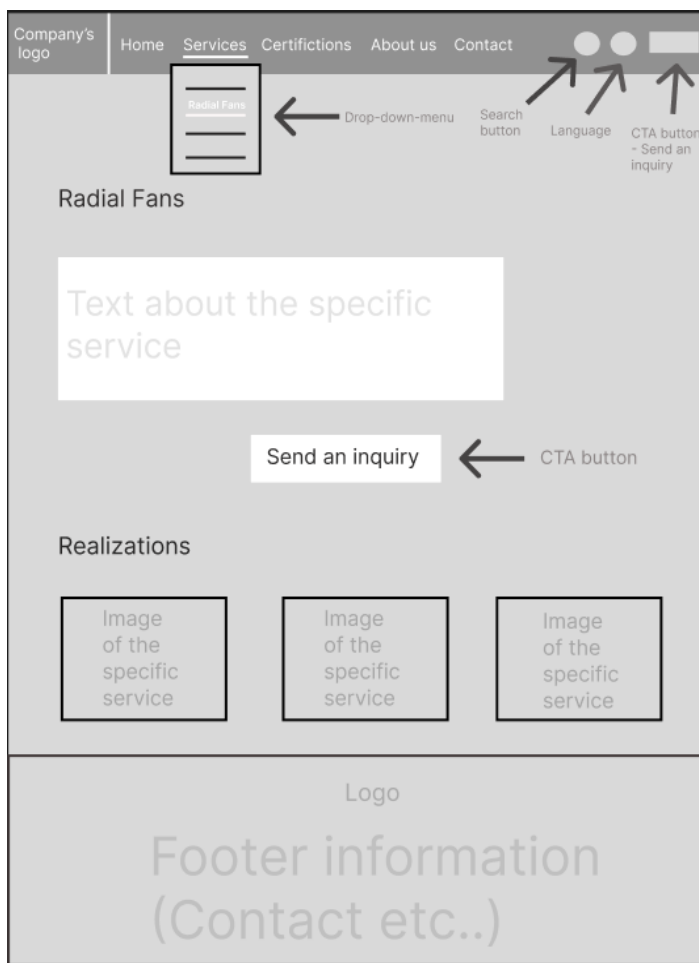 Company's
logo
Home Services Certifictions About us Contact
Radial Fans
Drop-down-menu
Search
button
Language
CTA button
- Send an
inquiry
Radial Fans
Text about the specific
service
Send an inquiry
CTA button
Realizations
Image
of the
specific
service
Image
of the
specific
service
Image
of the
specific
service
Logo
Footer information
(Contact etc..)